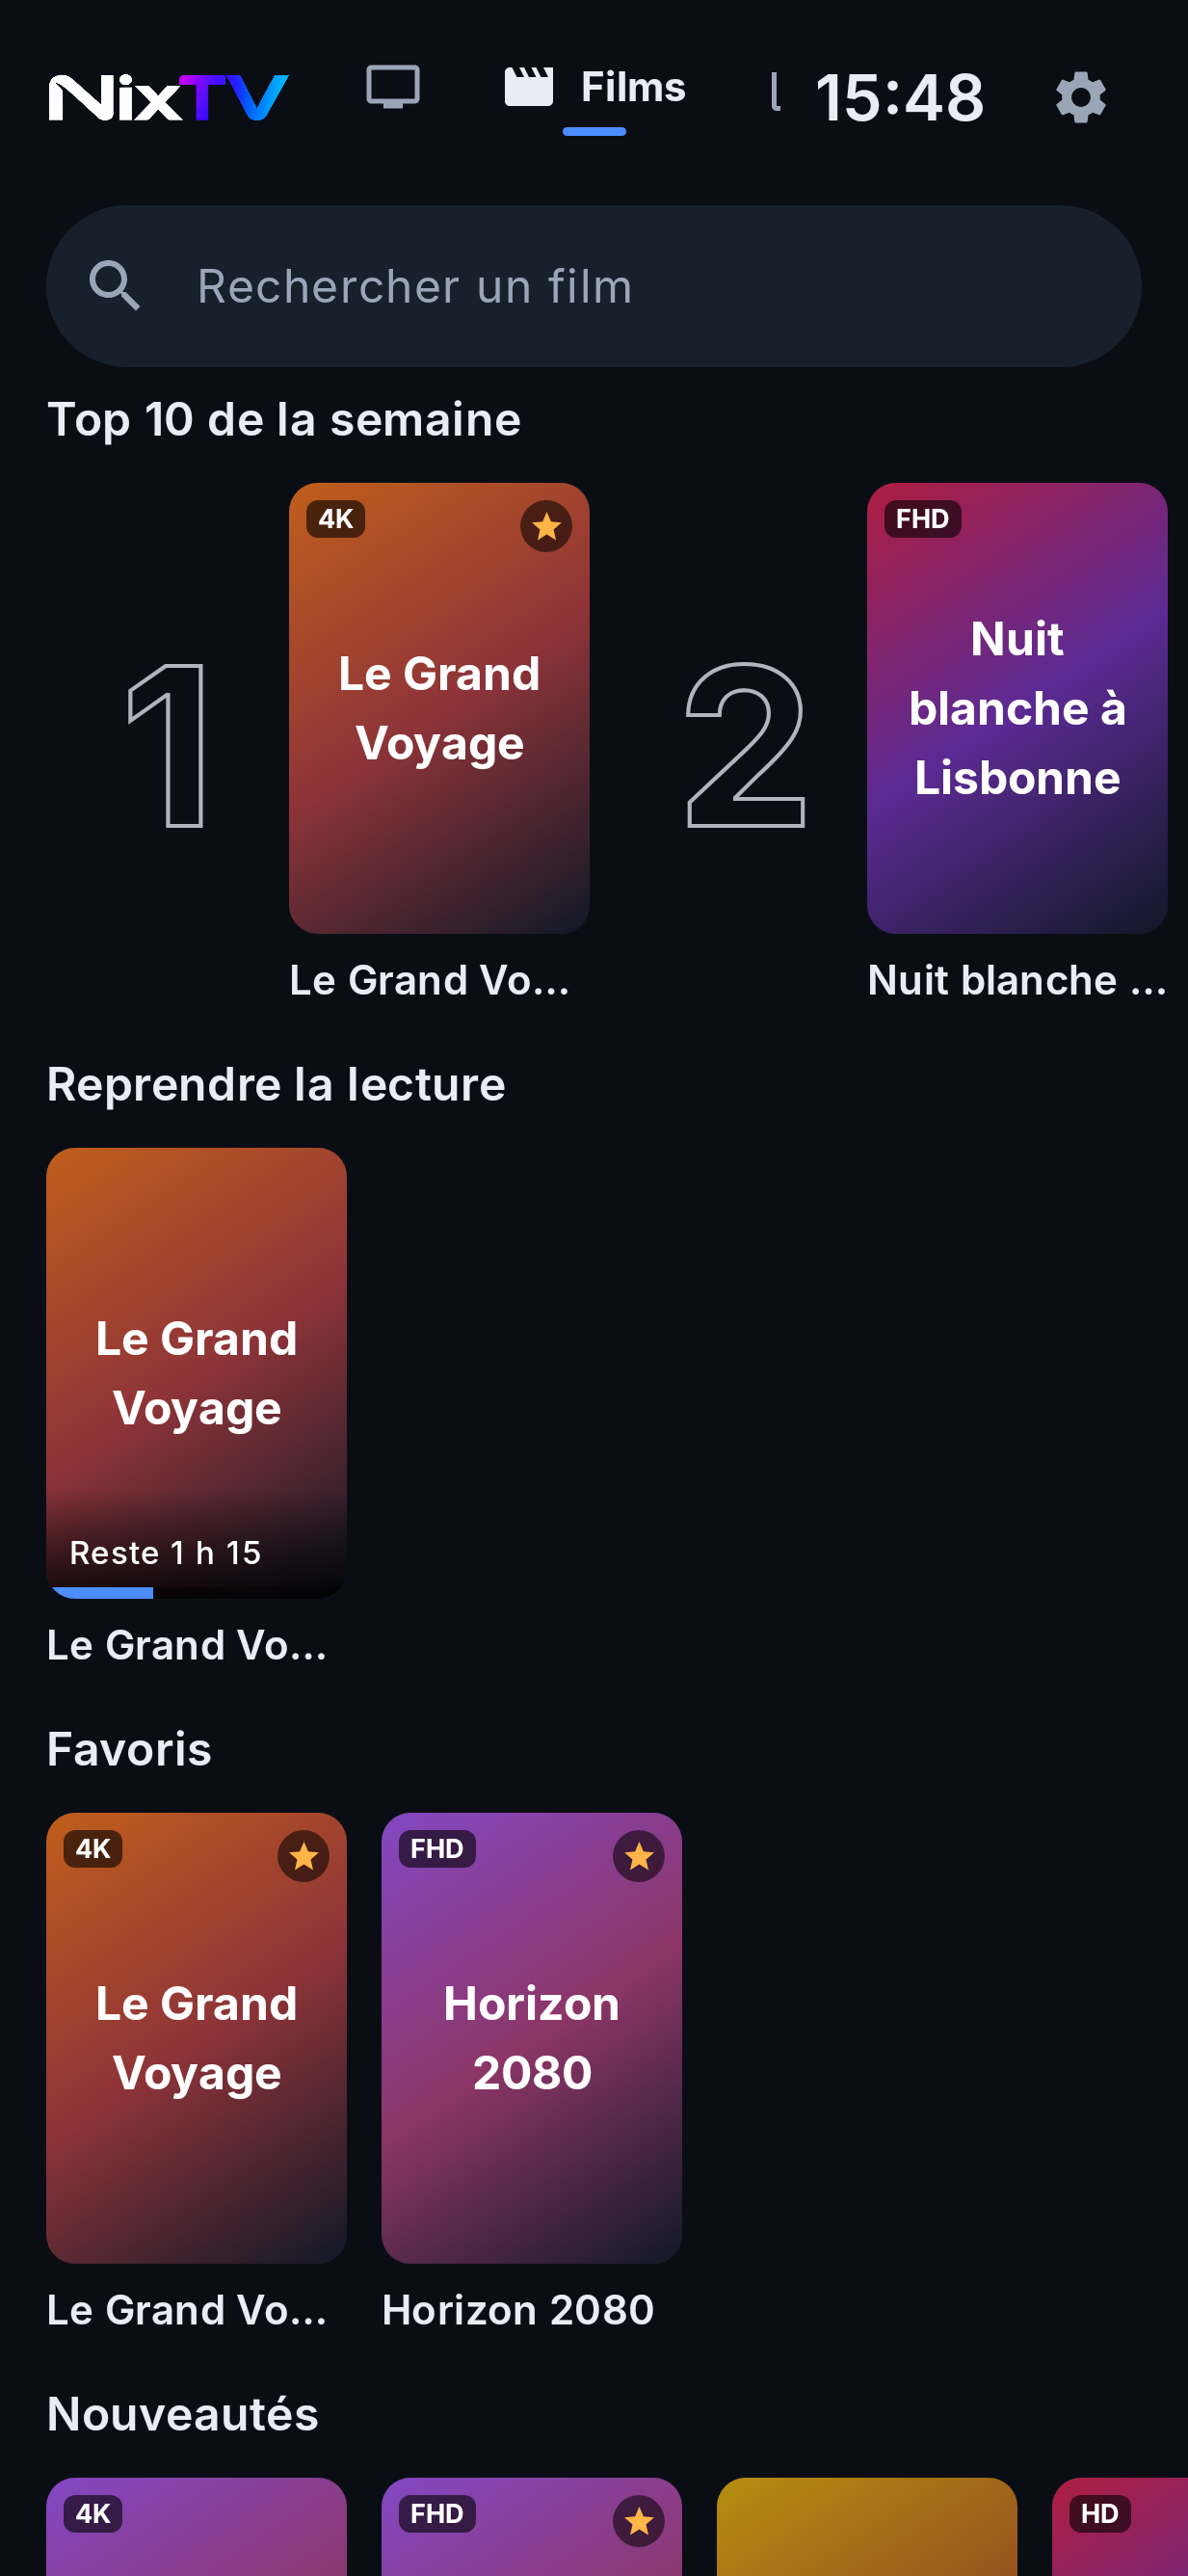 NixTV
Films
15:48
Rechercher un film
Top 10 de la semaine
1
4K
Le Grand
Voyage
Le Grand Vo...
2
FHD
Nuit
blanche à
Lisbonne
Nuit blanche ...
Reprendre la lecture
Le Grand
Voyage
Reste 1 h 15
Le Grand Vo...
Favoris
4K
Le Grand
Voyage
Le Grand Vo...
FHD
Horizon
2080
Horizon 2080
Nouveautés
4K
FHD
HD